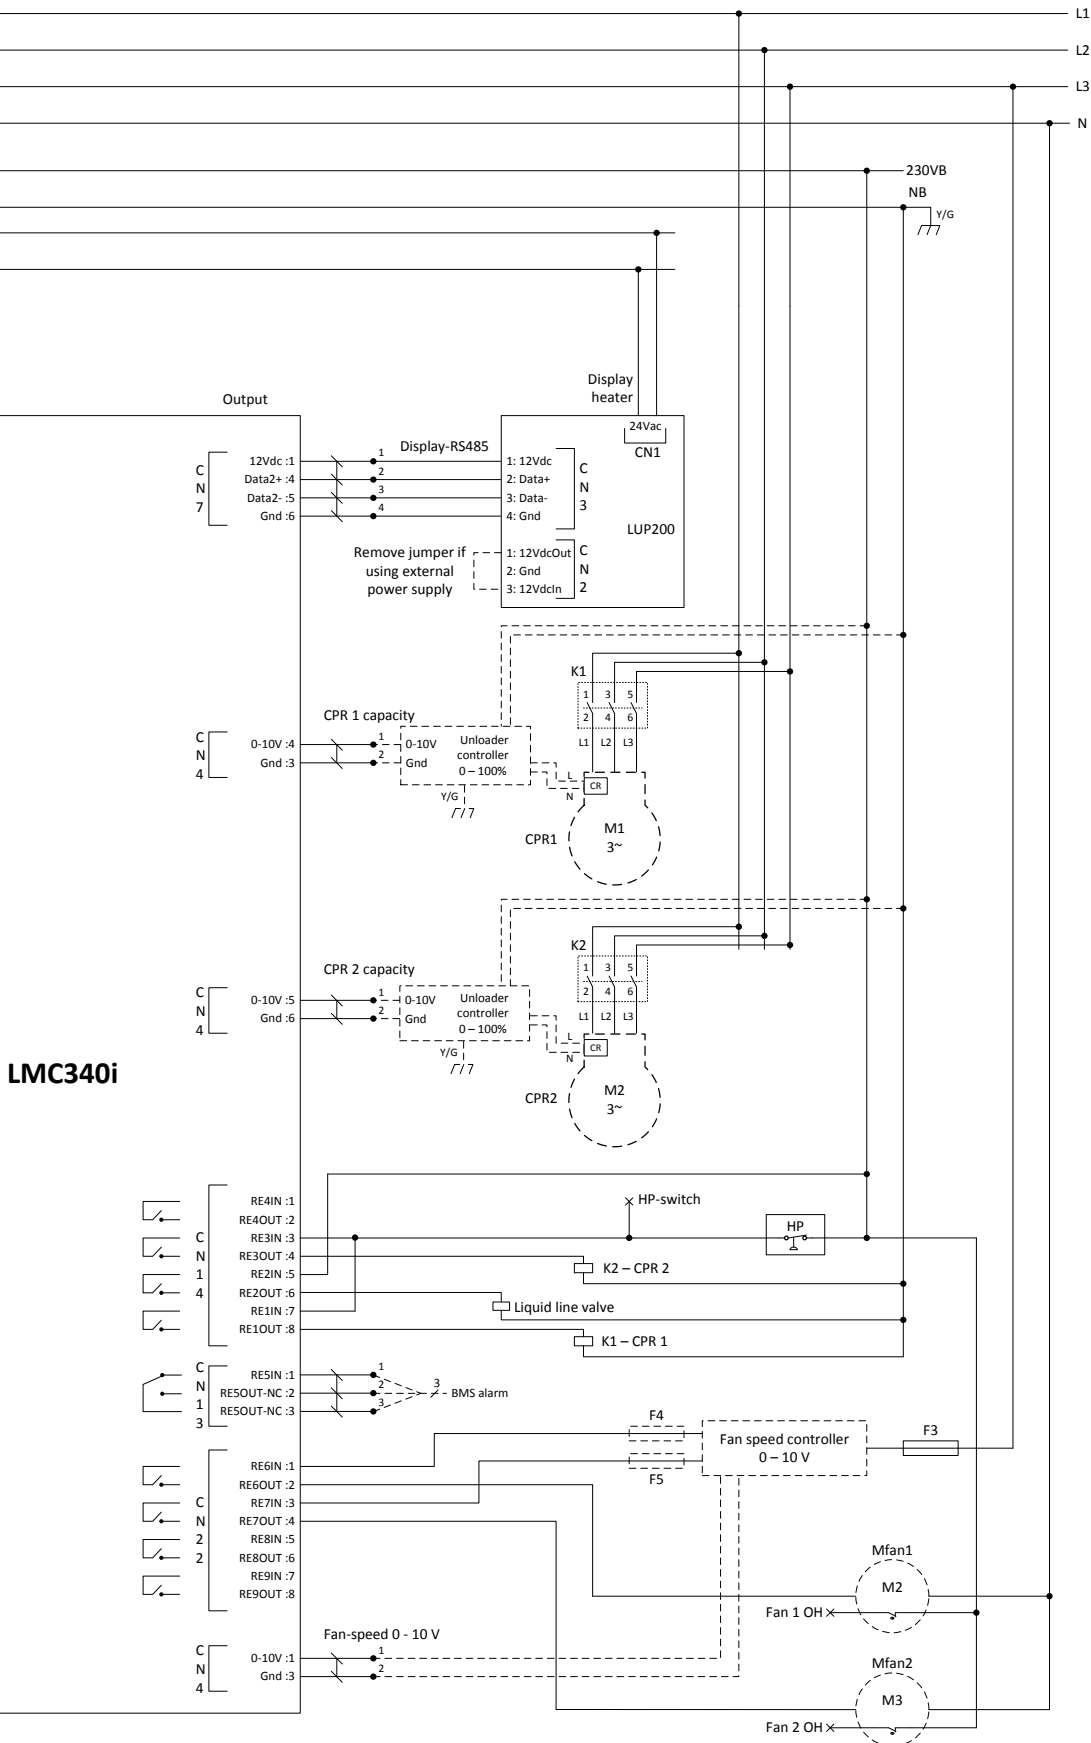 L1
L2
L3
N
230VB
NB
Y/G
Display
heater
Output
24Vac
CN1
Display-RS485
C
N
7
12Vdc :1
Data2+ :4
Data2- :5
Gnd :6
1
2
3
4
1: 12Vdc
2: Data+
3: Data-
4: Gnd
C
N
3
LUP200
Remove jumper if
using external
power supply
1: 12VdcOut
2: Gnd
3: 12VdcIn
C
N
2
K1
1 3 5
2 4 6
L1 L2 L3
CPR 1 capacity
C
N
4
0-10V :4
Gnd :3
1
2
0-10V
Gnd
Unloader
controller
0 – 100%
Y/G
L
N
CR
CPR1
M1
3~
K2
1 3 5
2 4 6
L1 L2 L3
CPR 2 capacity
C
N
4
0-10V :5
Gnd :6
1
2
0-10V
Gnd
Unloader
controller
0 – 100%
Y/G
L
N
CR
CPR2
M2
3~
LMC340i
C
N
1
4
RE4IN :1
RE4OUT :2
RE3IN :3
RE3OUT :4
RE2IN :5
RE2OUT :6
RE1IN :7
RE1OUT :8
HP-switch
HP
K2 – CPR 2
Liquid line valve
K1 – CPR 1
C
N
1
3
RE5IN :1
RE5OUT-NC :2
RE5OUT-NC :3
1
2
3
3
BMS alarm
F4
F5
Fan speed controller
0 – 10 V
F3
C
N
2
2
RE6IN :1
RE6OUT :2
RE7IN :3
RE7OUT :4
RE8IN :5
RE8OUT :6
RE9IN :7
RE9OUT :8
Mfan1
M2
Fan 1 OH
Fan-speed 0 - 10 V
C
N
4
0-10V :1
Gnd :3
1
2
Mfan2
M3
Fan 2 OH